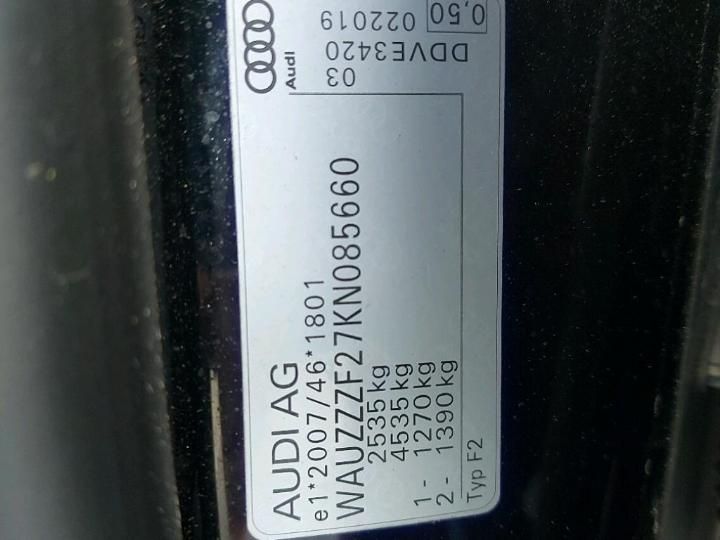 AUDI AG
e1*2007/46*1801
WAUZZZF27KN085660
2535 kg
4535 kg
1- 1270 kg
2- 1390 kg
Typ F2
Audi
03
DDVE3420
022019
0,50